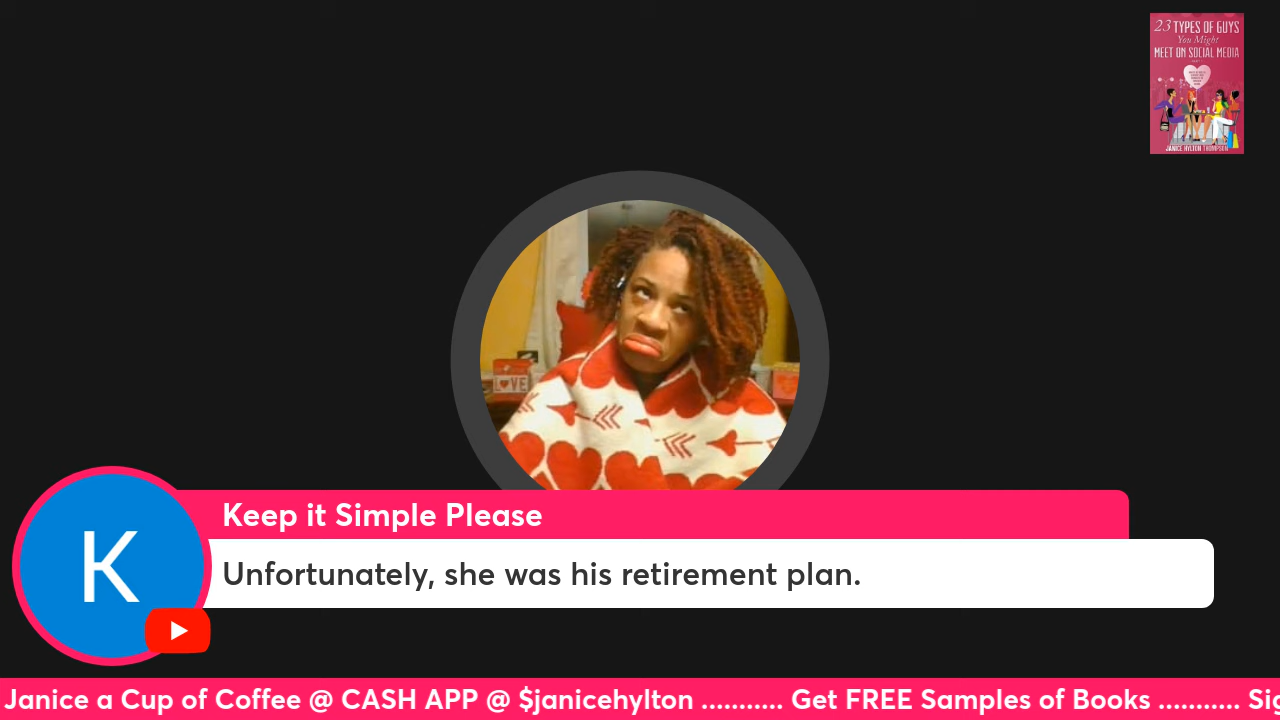 23 TYPES OF GUYS
You Might
MEET ON SOCIAL MEDIA
JANICE HYLTON THOMPSON
LOVE
Keep it Simple Please
K
Unfortunately, she was his retirement plan.
Janice a Cup of Coffee @ CASH APP @ $janicehylton ........... Get FREE Samples of Books ........... Sig